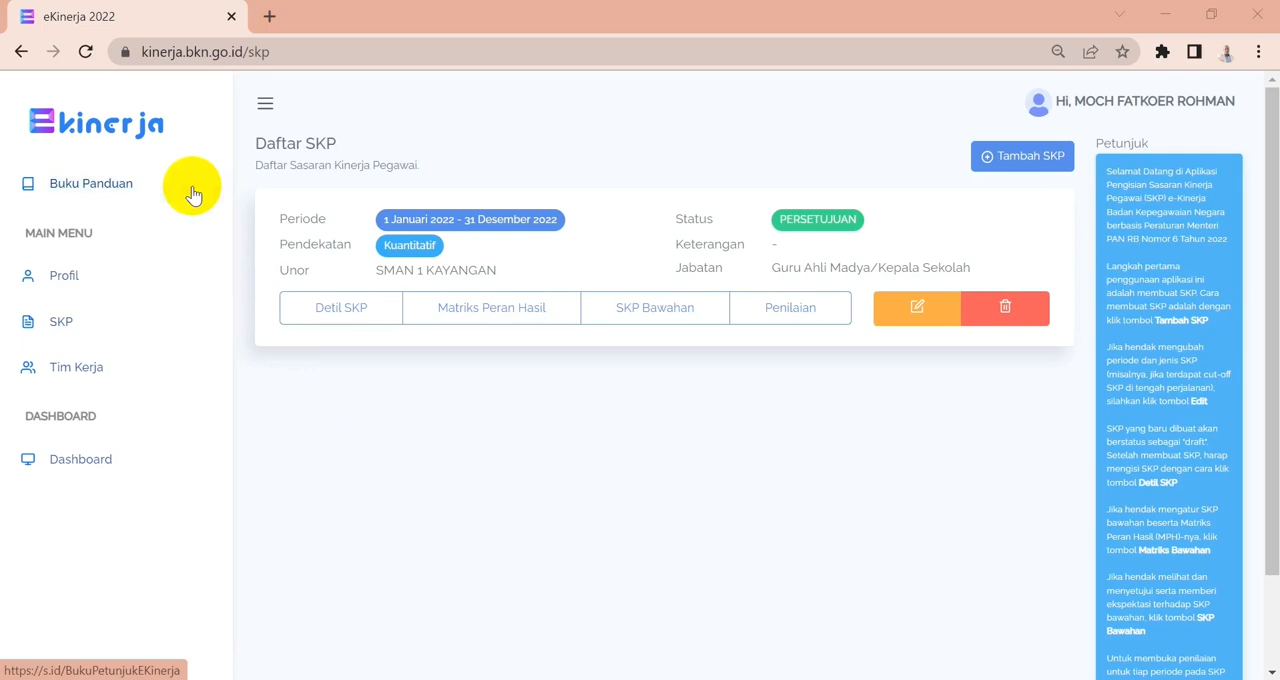 eKinerja 2022
kinerja.bkn.go.id/skp
Ekinerja
Buku Panduan
MAIN MENU
Profil
SKP
Tim Kerja
DASHBOARD
Dashboard
https://s.id/BukuPetunjukEKinerja
Hi, MOCH FATKOER ROHMAN
Daftar SKP
Daftar Sasaran Kinerja Pegawai.
Tambah SKP
Periode 1 Januari 2022 - 31 Desember 2022
Pendekatan Kuantitatif
Unor SMAN 1 KAYANGAN
Status PERSETUJUAN
Keterangan -
Jabatan Guru Ahli Madya/Kepala Sekolah
Detil SKP Matriks Peran Hasil SKP Bawahan Penilaian
Petunjuk
Selamat Datang di Aplikasi
Pengisian Sasaran Kinerja
Pegawai (SKP) e-Kinerja
Badan Kepegawaian Negara
berbasis Peraturan Menteri
PAN RB Nomor 6 Tahun 2022
Langkah pertama
penggunaan aplikasi ini
adalah membuat SKP. Cara
membuat SKP adalah dengan
klik tombol Tambah SKP
Jika hendak mengubah
periode dan jenis SKP
(misalnya, jika terdapat cut-off
SKP di tengah perjalanan),
silahkan klik tombol Edit
SKP yang baru dibuat akan
berstatus sebagai "draft".
Setelah membuat SKP, harap
mengisi SKP dengan cara klik
tombol Detil SKP
Jika hendak mengatur SKP
bawahan beserta Matriks
Peran Hasil (MPH)-nya, klik
tombol Matriks Bawahan
Jika hendak melihat dan
menyetujui serta memberi
ekspektasi terhadap SKP
bawahan, klik tombol SKP
Bawahan
Untuk membuka penilaian
untuk tiap periode pada SKP